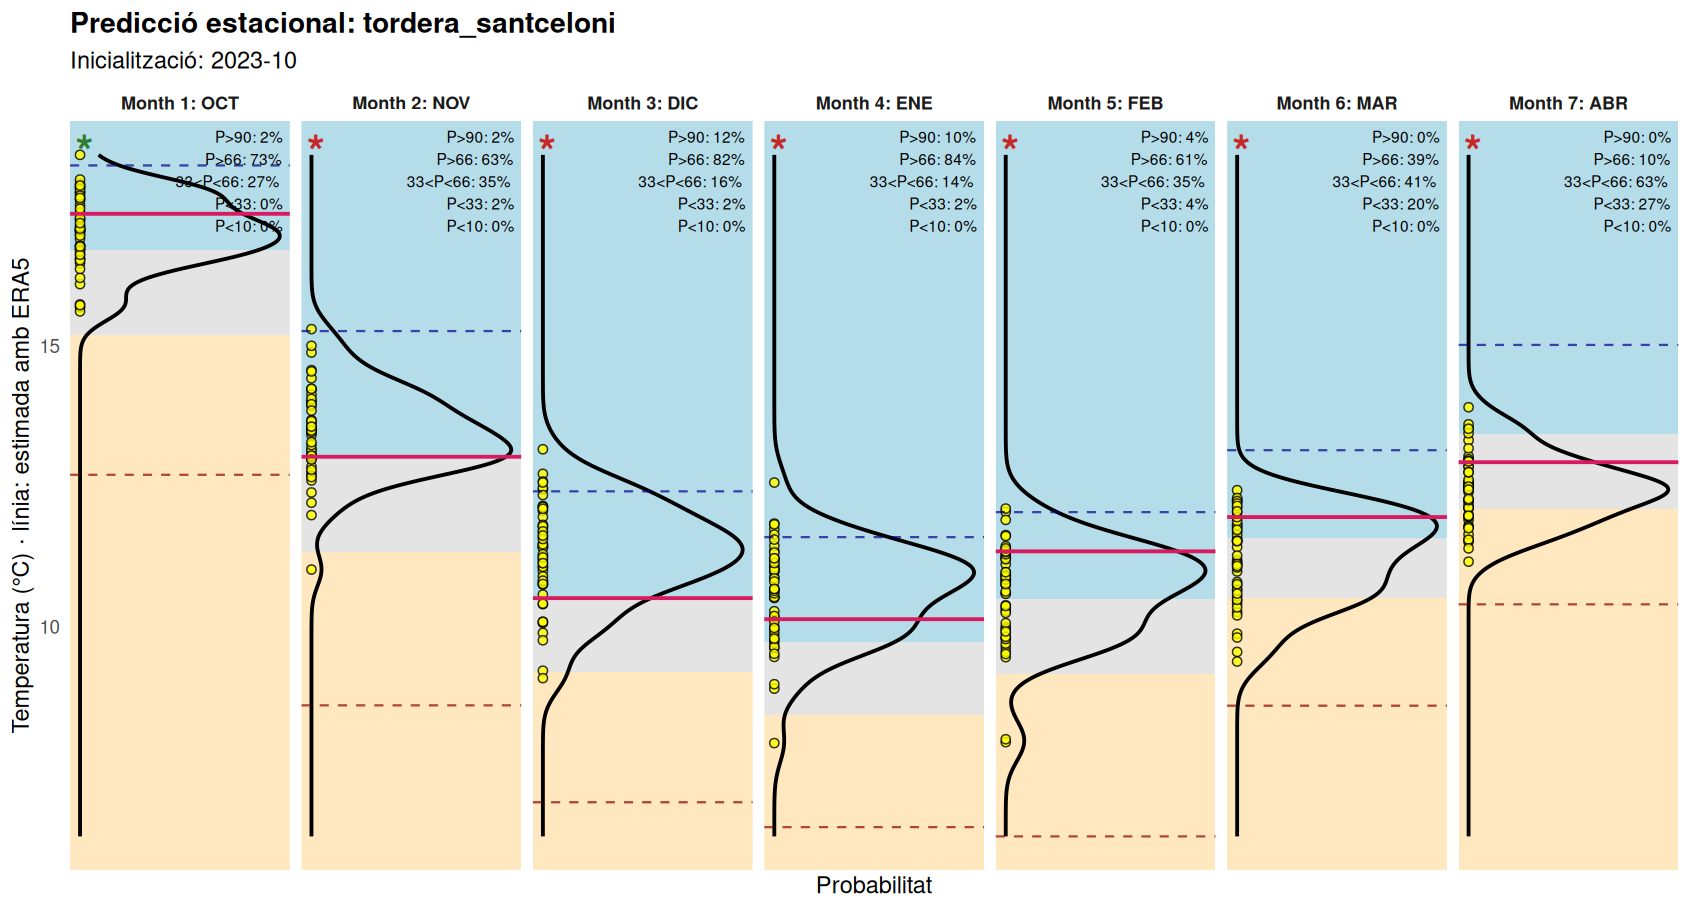 Predicció estacional: tordera_santceloni
Inicialització: 2023-10
Month 1: OCT
Month 2: NOV
Month 3: DIC
Month 4: ENE
Month 5: FEB
Month 6: MAR
Month 7: ABR
*
P>90: 2%
P>66: 73%
33<P<66: 27%
P<33: 0%
P<10: 0%
*
P>90: 2%
P>66: 63%
33<P<66: 35%
P<33: 2%
P<10: 0%
*
P>90: 12%
P>66: 82%
33<P<66: 16%
P<33: 2%
P<10: 0%
*
P>90: 10%
P>66: 84%
33<P<66: 14%
P<33: 2%
P<10: 0%
*
P>90: 4%
P>66: 61%
33<P<66: 35%
P<33: 4%
P<10: 0%
*
P>90: 0%
P>66: 39%
33<P<66: 41%
P<33: 20%
P<10: 0%
*
P>90: 0%
P>66: 10%
33<P<66: 63%
P<33: 27%
P<10: 0%
Temperatura (°C) · línia: estimada amb ERA5
15
10
Probabilitat